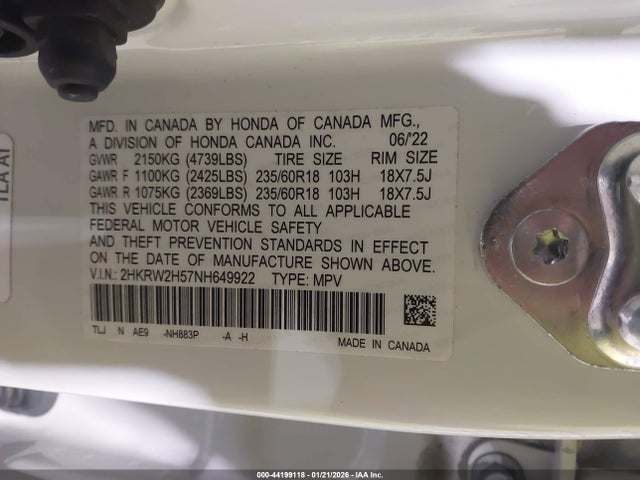 MFD. IN CANADA BY HONDA OF CANADA MFG.,
A DIVISION OF HONDA CANADA INC. 06/'22
GVWR 2150KG (4739LBS) TIRE SIZE RIM SIZE
GAWR F 1100KG (2425LBS) 235/60R18 103H 18X7.5J
GAWR R 1075KG (2369LBS) 235/60R18 103H 18X7.5J
THIS VEHICLE CONFORMS TO ALL APPLICABLE
FEDERAL MOTOR VEHICLE SAFETY
AND THEFT PREVENTION STANDARDS IN EFFECT
ON THE DATE OF MANUFACTURE SHOWN ABOVE.
V.I.N.: 2HKRW2H57NH649922 TYPE: MPV
TLJ N AE9 -NH883P -A -H
MADE IN CANADA
000-44199118 - 01/21/2026 - IAA Inc.